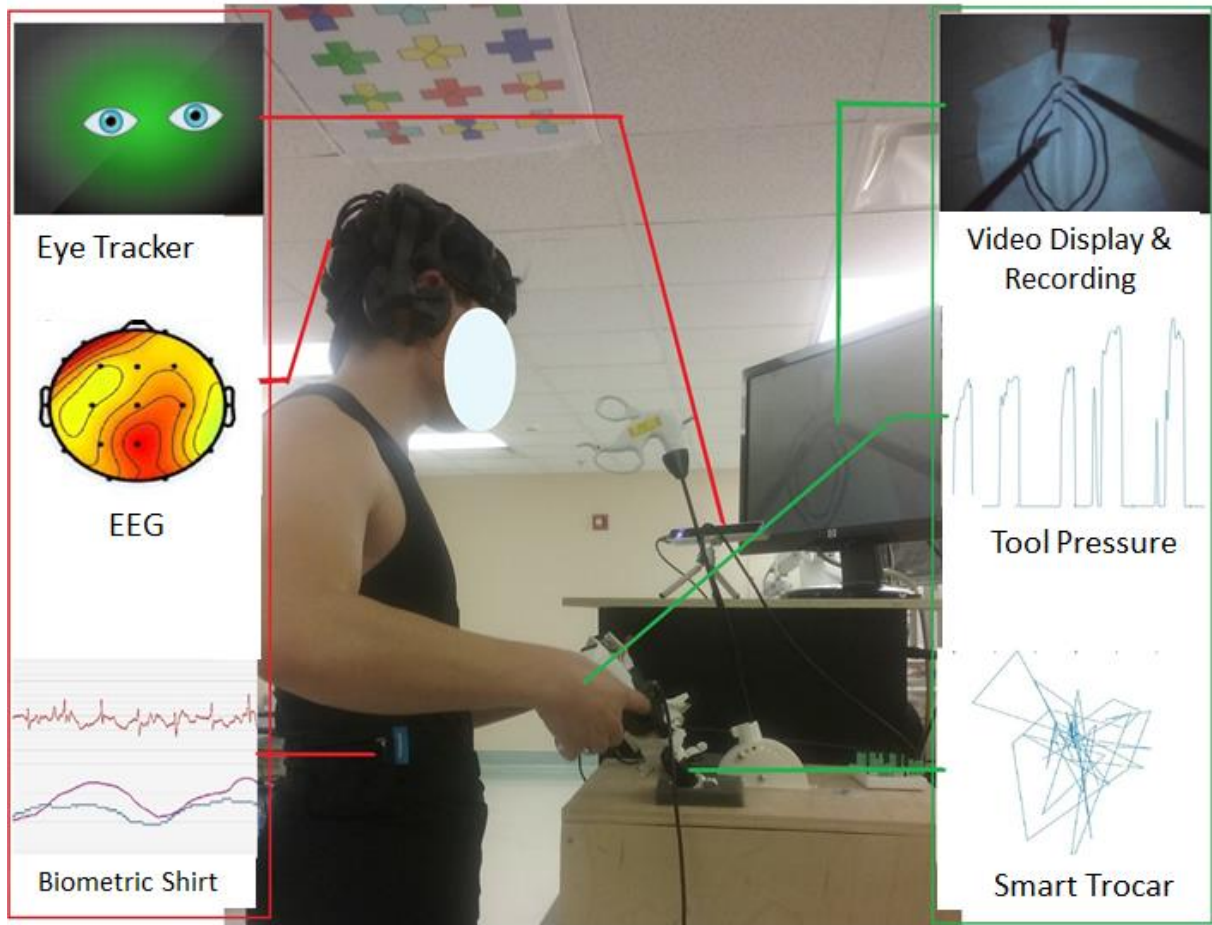 Eye Tracker
EEG
Biometric Shirt
Video Display &
Recording
Tool Pressure
Smart Trocar